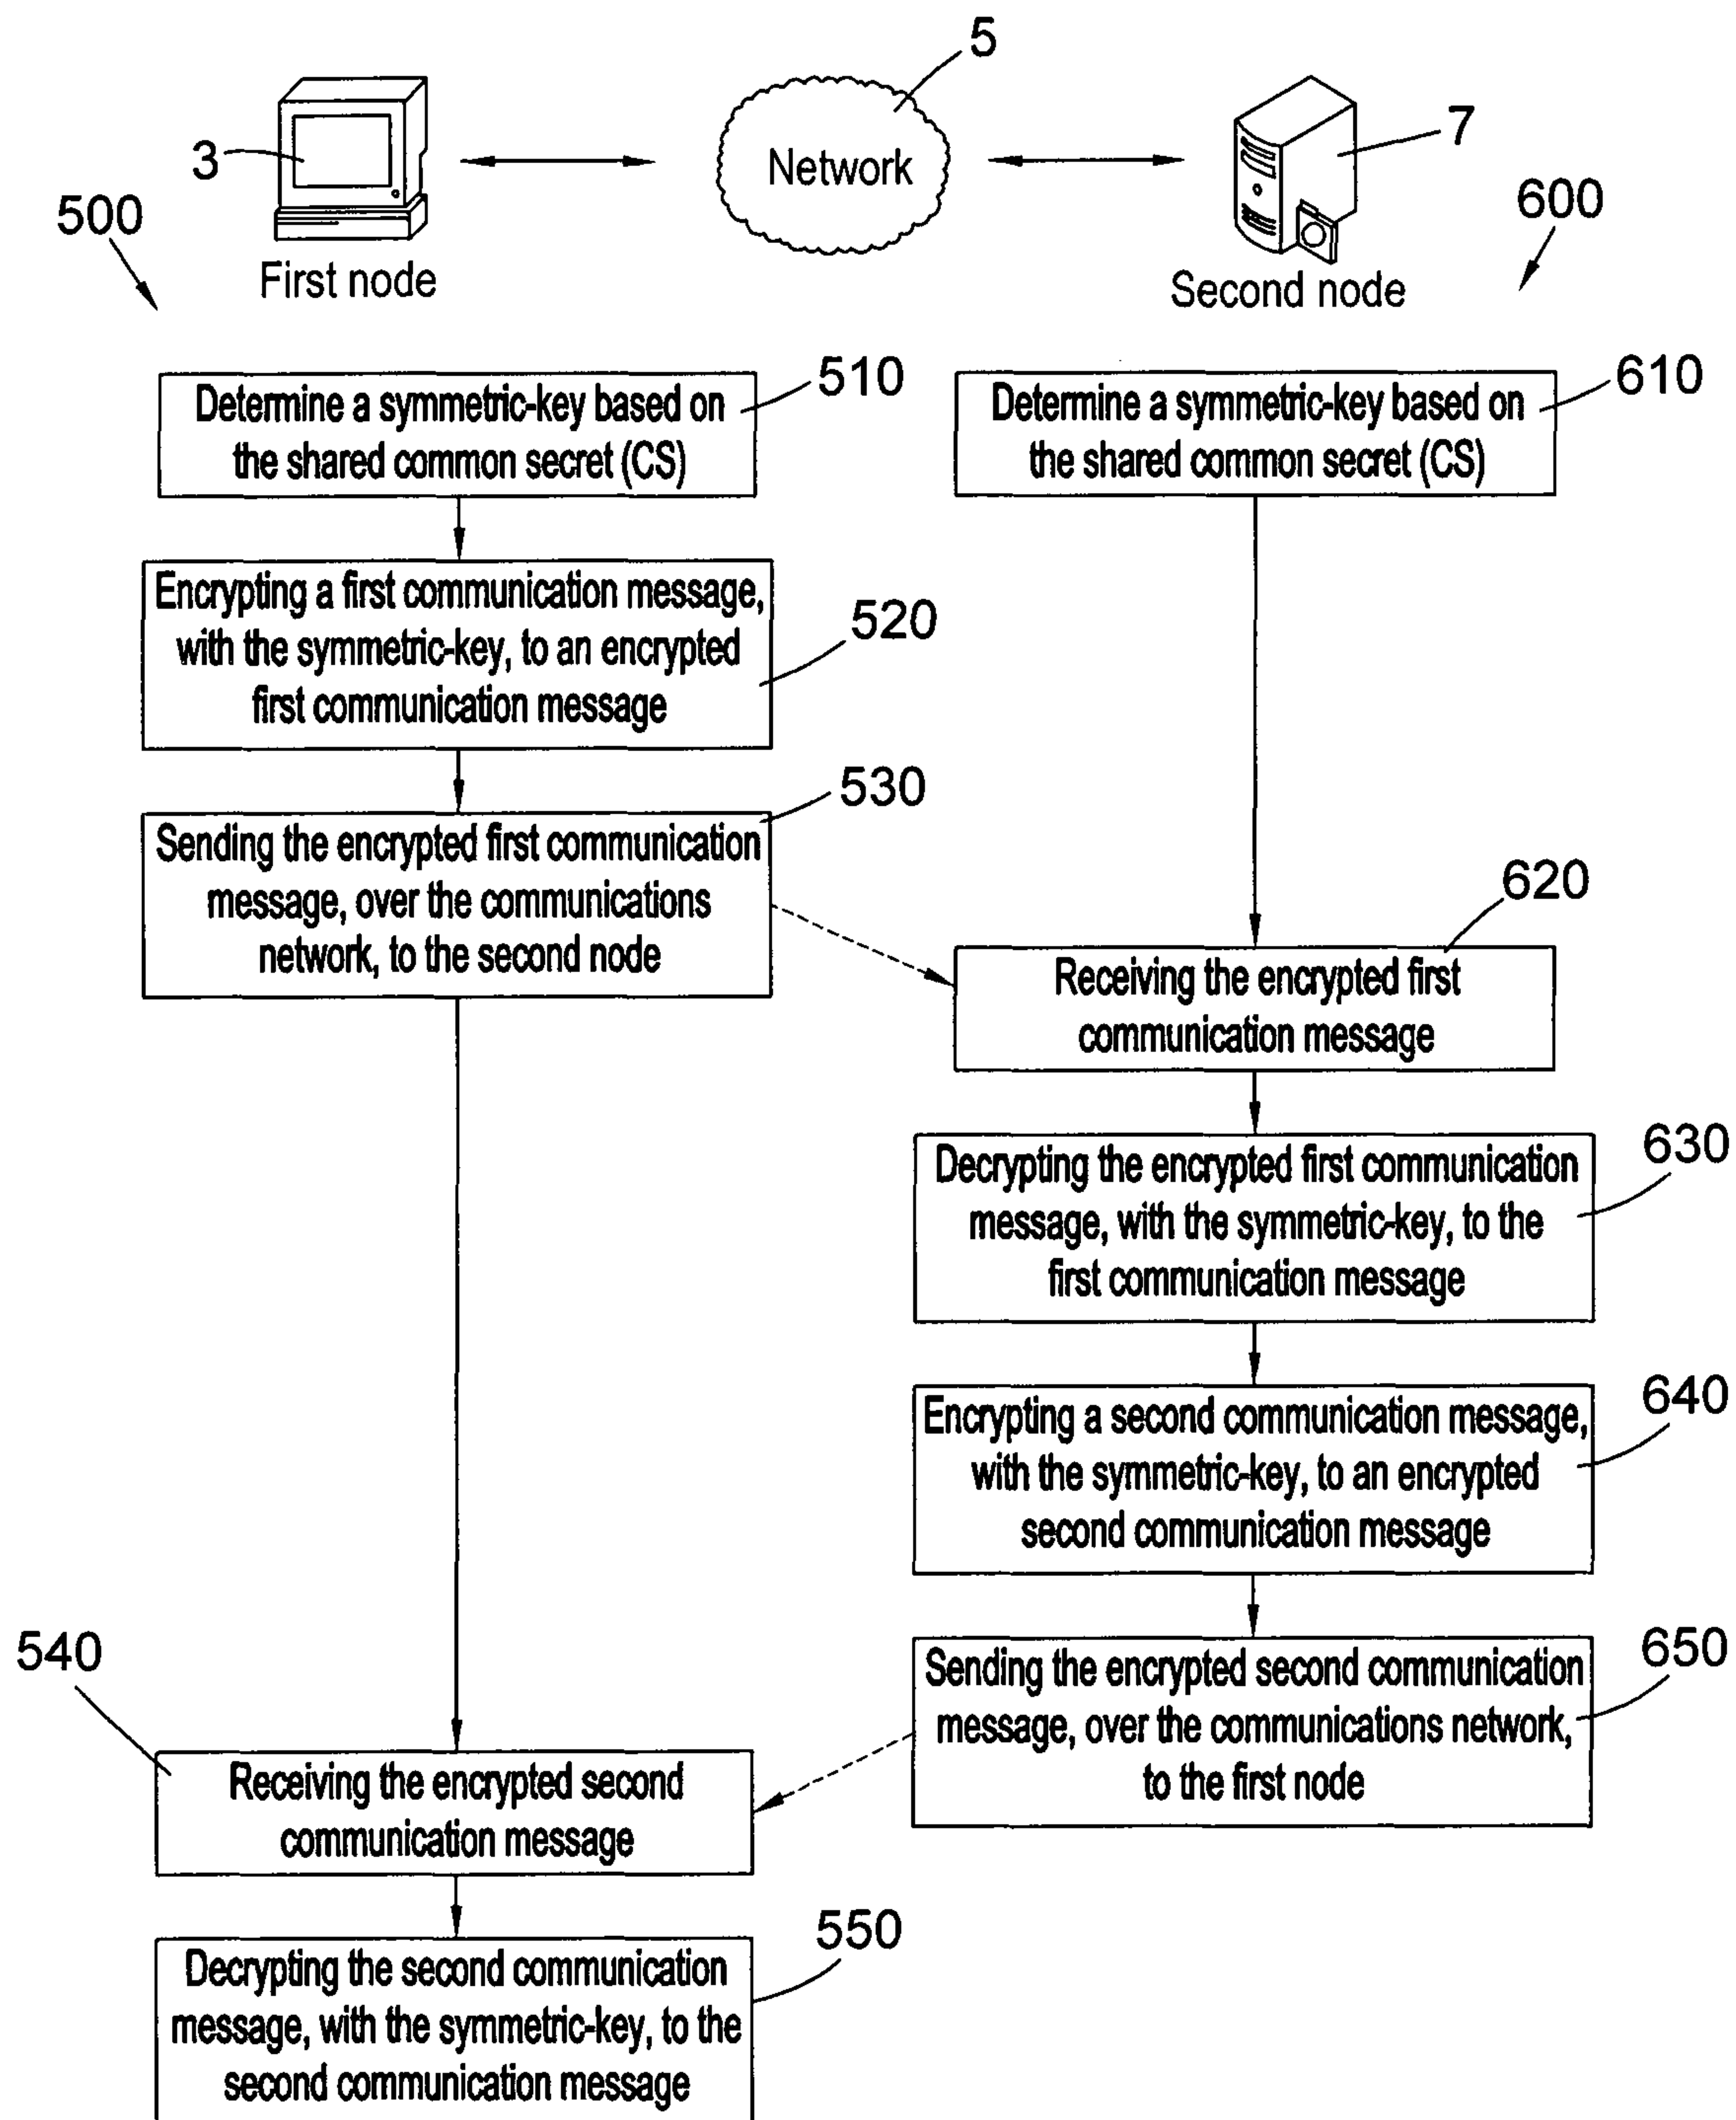 5
3
Network
7
500
600
First node
Second node
510
Determine a symmetric-key based on
the shared common secret (CS)
610
Determine a symmetric-key based on
the shared common secret (CS)
Encrypting a first communication message,
with the symmetric-key, to an encrypted
first communication message
520
530
Sending the encrypted first communication
message, over the communications
network, to the second node
620
Receiving the encrypted first
communication message
630
Decrypting the encrypted first communication
message, with the symmetric-key, to the
first communication message
640
Encrypting a second communication message,
with the symmetric-key, to an encrypted
second communication message
650
Sending the encrypted second communication
message, over the communications network,
to the first node
540
Receiving the encrypted second
communication message
550
Decrypting the second communication
message, with the symmetric-key, to the
second communication message